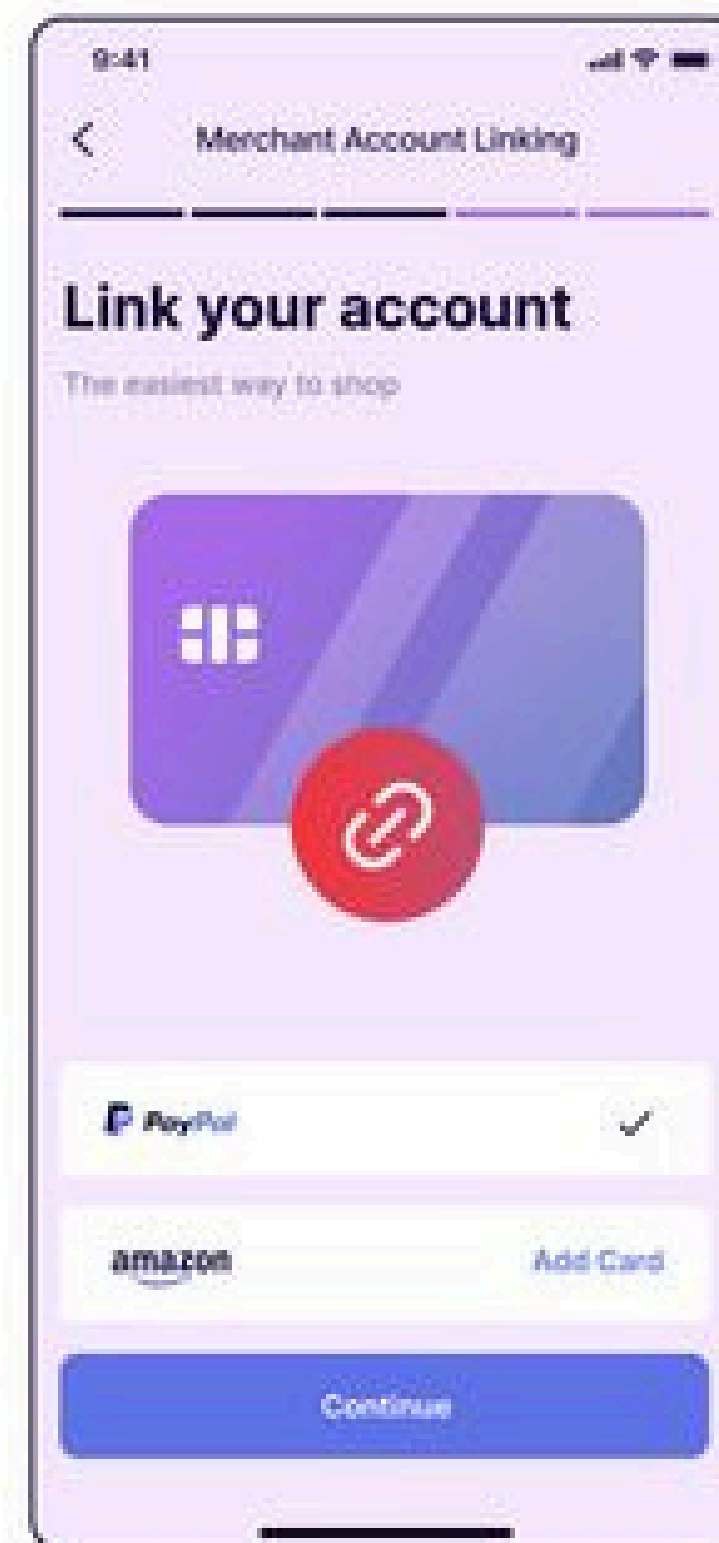 9:41
Merchant Account Linking
Link your account
The easiest way to shop
PayPal
amazon
Add Card
Continue